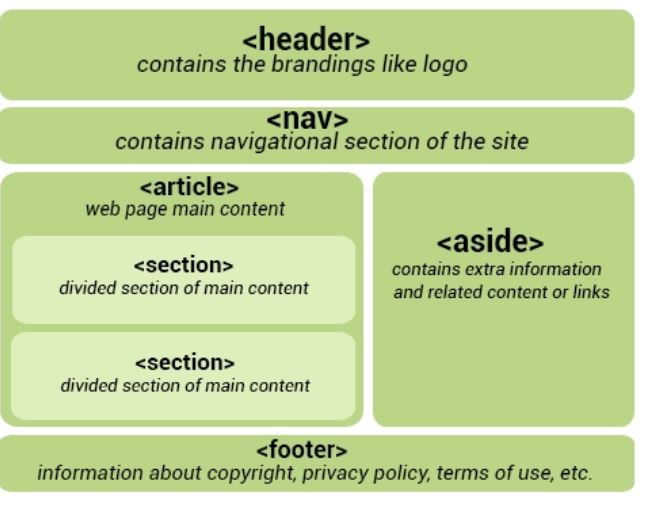 <header>
contains the brandings like logo
<nav>
contains navigational section of the site
<article>
web page main content
<section>
divided section of main content
<section>
divided section of main content
<aside>
contains extra information
and related content or links
<footer>
information about copyright, privacy policy, terms of use, etc.